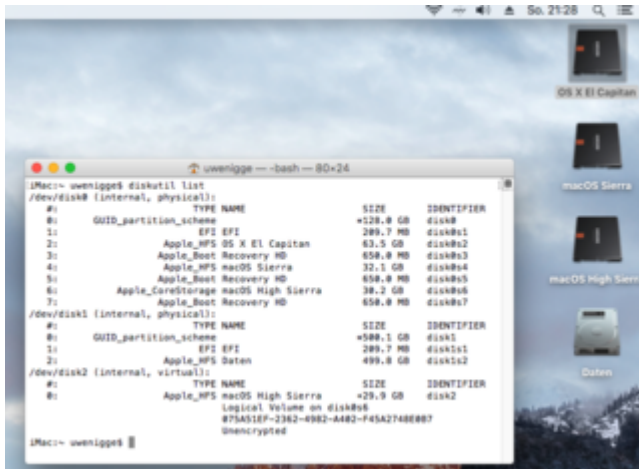 So. 21:28
OS X El Capitan
macOS Sierra
macOS High Sierr
Daten
uwenigge — -bash — 80×24
iMac:~ uwenigge$ diskutil list
/dev/disk0 (internal, physical):
#: TYPE NAME SIZE IDENTIFIER
0: GUID_partition_scheme *128.0 GB disk0
1: EFI EFI 209.7 MB disk0s1
2: Apple_HFS OS X El Capitan 63.5 GB disk0s2
3: Apple_Boot Recovery HD 650.0 MB disk0s3
4: Apple_HFS macOS Sierra 32.1 GB disk0s4
5: Apple_Boot Recovery HD 650.0 MB disk0s5
6: Apple_CoreStorage macOS High Sierra 30.2 GB disk0s6
7: Apple_Boot Recovery HD 650.0 MB disk0s7
/dev/disk1 (internal, physical):
#: TYPE NAME SIZE IDENTIFIER
0: GUID_partition_scheme *500.1 GB disk1
1: EFI EFI 209.7 MB disk1s1
2: Apple_HFS Daten 499.8 GB disk1s2
/dev/disk2 (internal, virtual):
#: TYPE NAME SIZE IDENTIFIER
0: Apple_HFS macOS High Sierra +29.9 GB disk2
Logical Volume on disk0s6
Unencrypted
iMac:~ uwenigge$